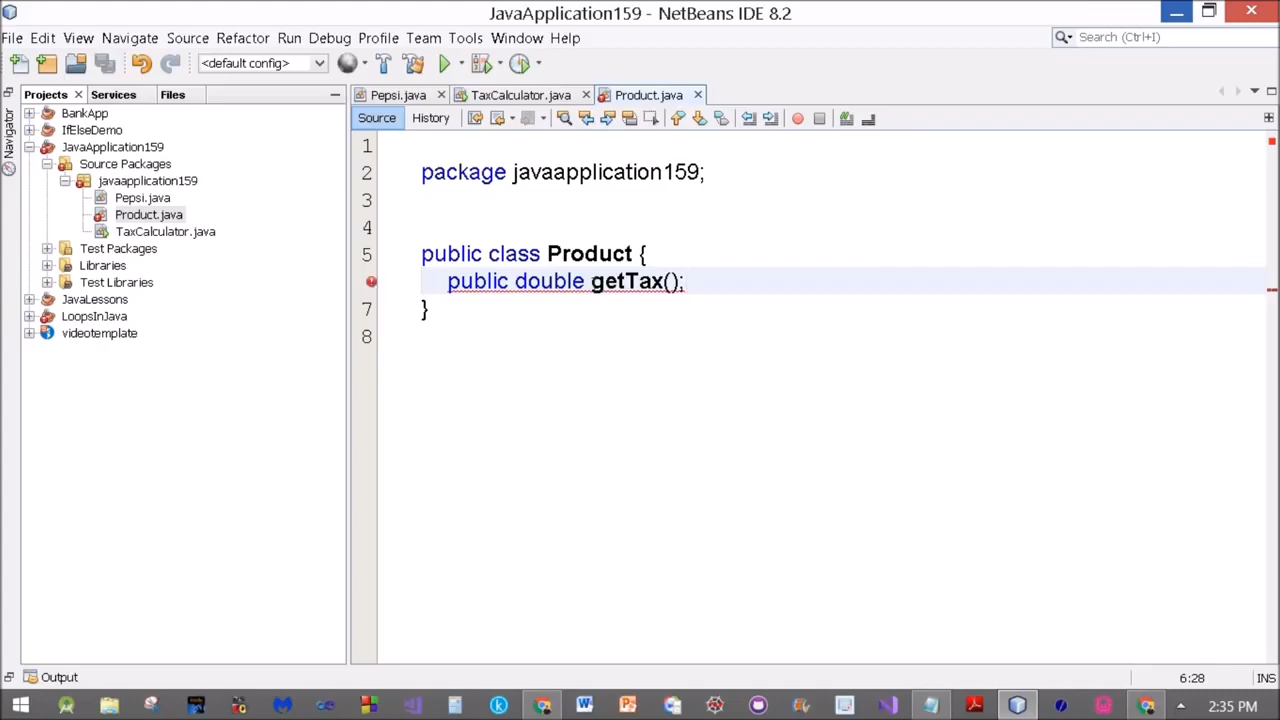 JavaApplication159 - NetBeans IDE 8.2
File Edit View Navigate Source Refactor Run Debug Profile Team Tools Window Help
Search (Ctrl+I)
<default config>
Projects Services Files
Pepsi.java TaxCalculator.java Product.java
Source History
Navigator
BankApp
IfElseDemo
JavaApplication159
Source Packages
javaapplication159
Pepsi.java
Product.java
TaxCalculator.java
Test Packages
Libraries
Test Libraries
JavaLessons
LoopsInJava
videotemplate
1
2 package javaapplication159;
3
4
5 public class Product {
public double getTax();
7 }
8
Output
6:28 INS
2:35 PM